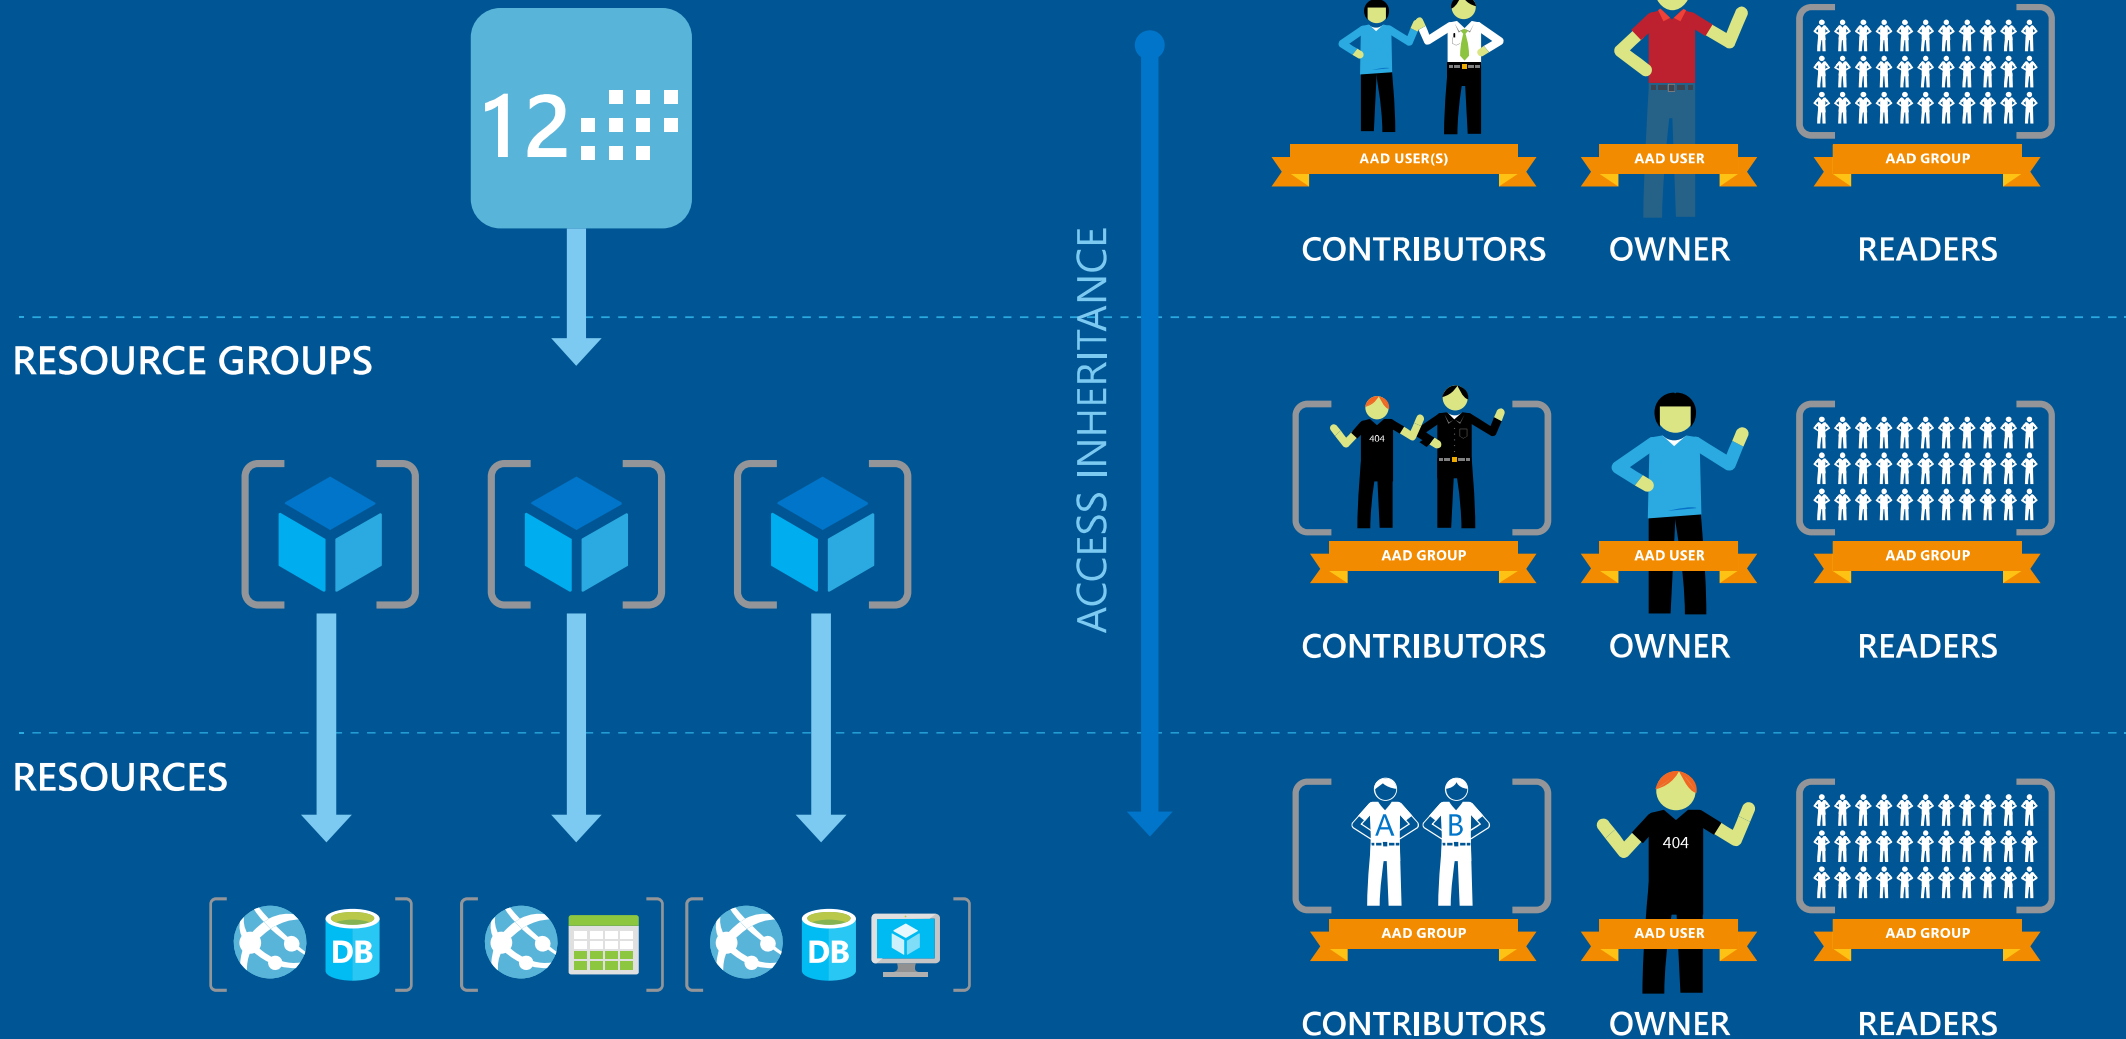 12
AAD USER(S)
AAD USER
AAD GROUP
CONTRIBUTORS
OWNER
READERS
ACCESS INHERITANCE
RESOURCE GROUPS
404
AAD GROUP
AAD USER
AAD GROUP
CONTRIBUTORS
OWNER
READERS
RESOURCES
A
B
404
AAD GROUP
AAD USER
AAD GROUP
DB
DB
CONTRIBUTORS
OWNER
READERS